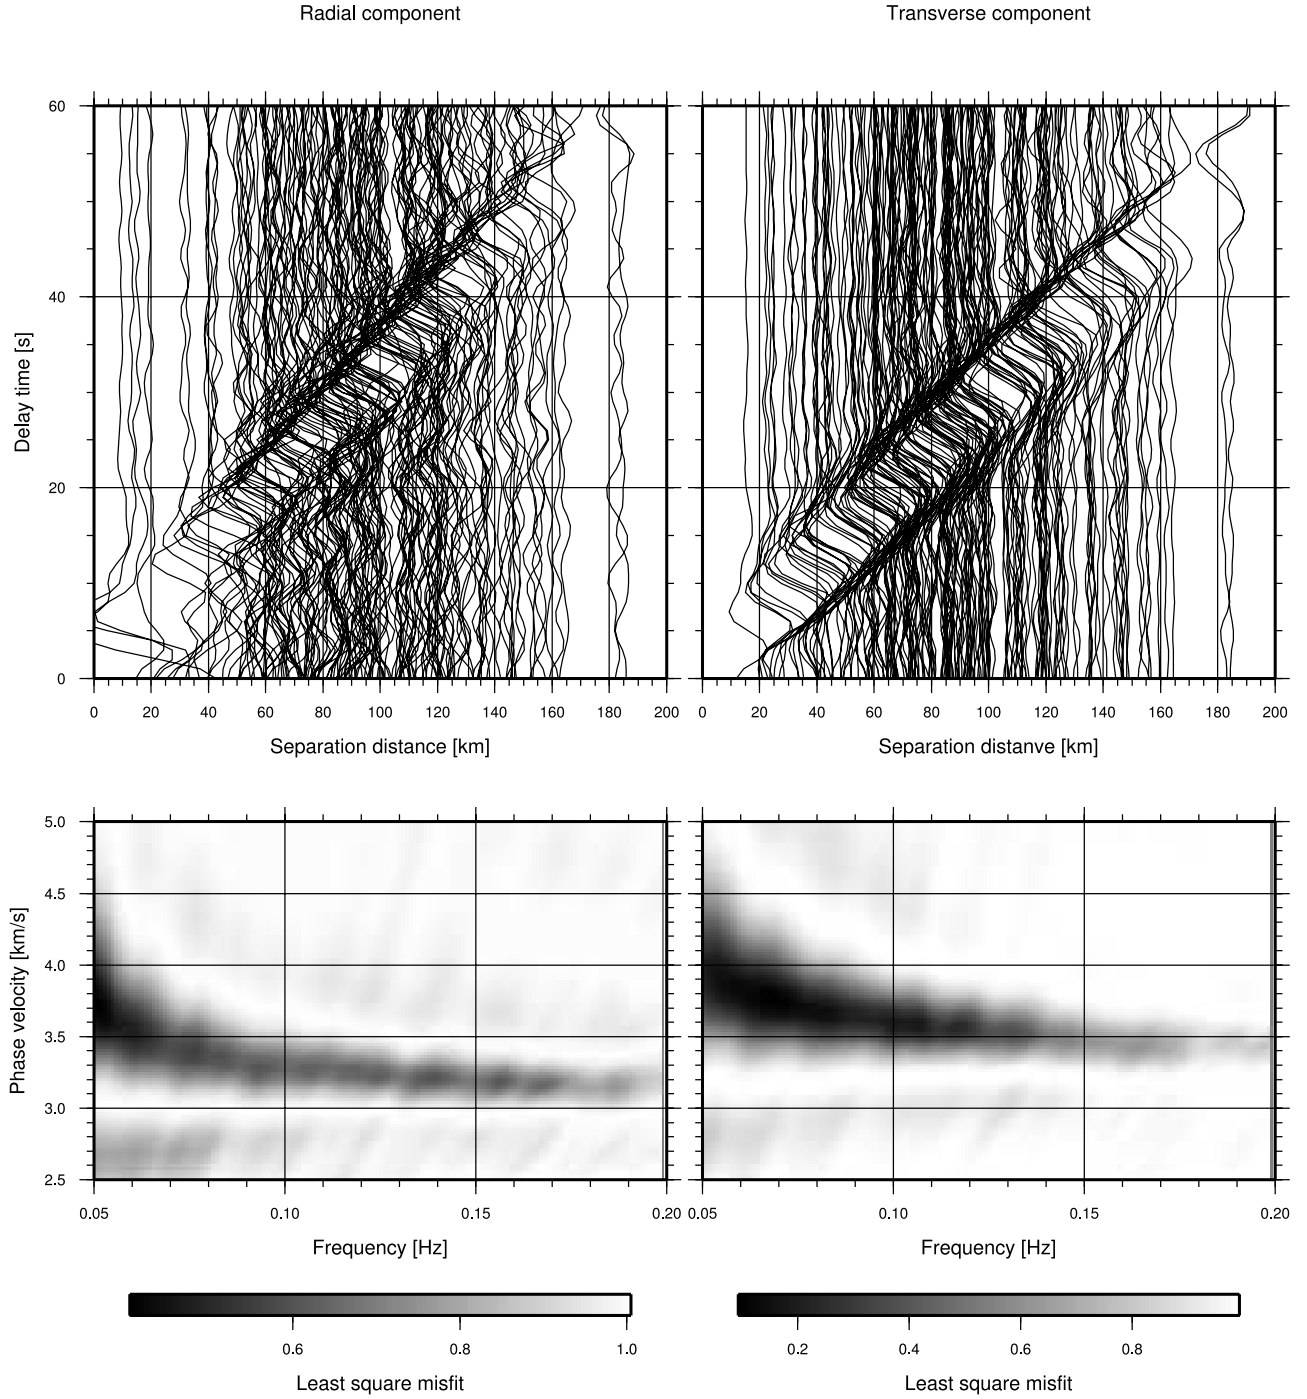 Radial component Transverse component
60
40
20
0
Delay time [s]
0 20 40 60 80 100 120 140 160 180 200 0 20 40 60 80 100 120 140 160 180 200
Separation distance [km] Separation distanve [km]
5.0
4.5
4.0
3.5
3.0
2.5
Phase velocity [km/s]
0.05 0.10 0.15 0.20 0.05 0.10 0.15 0.20
Frequency [Hz] Frequency [Hz]
0.6 0.8 1.0 0.2 0.4 0.6 0.8
Least square misfit Least square misfit